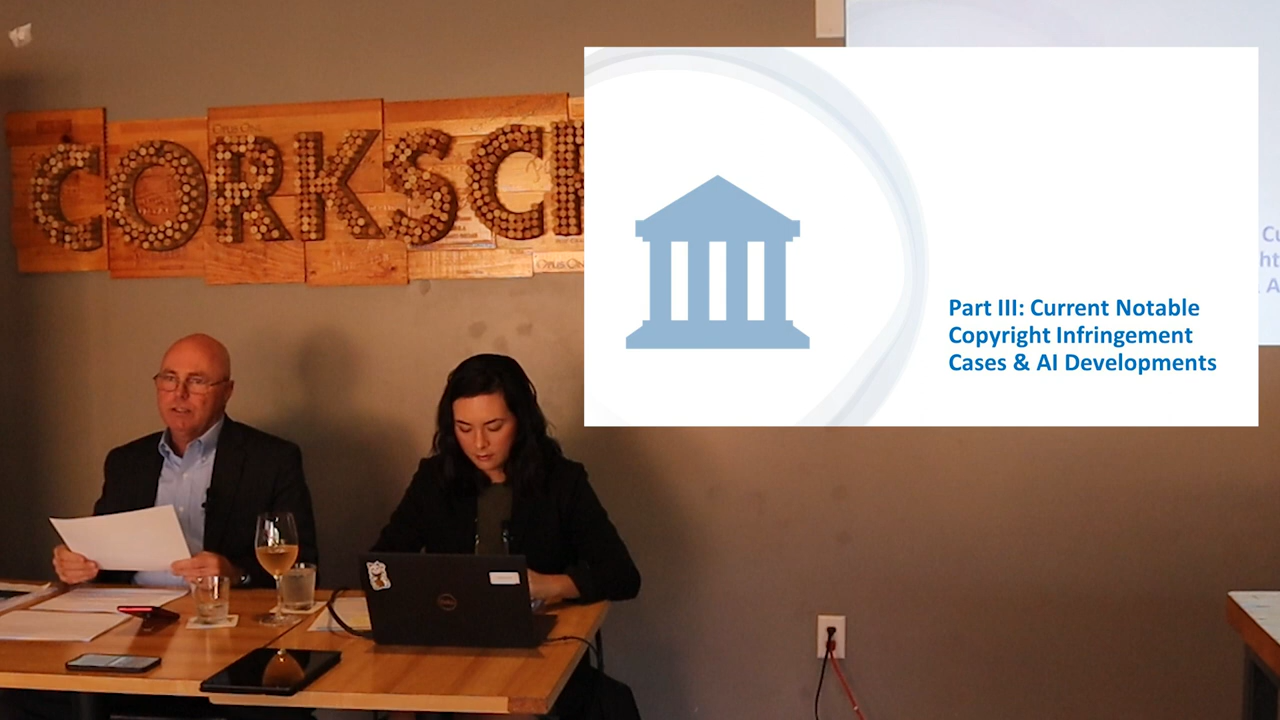 CORKSC
Part III: Current Notable
Copyright Infringement
Cases & AI Developments